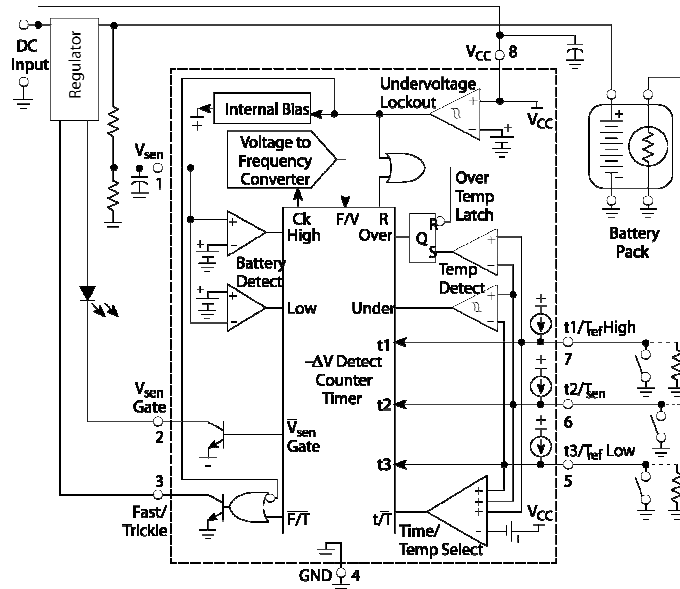 DC
Input
Regulator
V_CC 8
Undervoltage
Lockout
V_CC
Internal Bias
Voltage to
Frequency
Converter
V_sen
1
Over
Temp
Latch
Battery
Pack
Clk F/V R
High
Over
R
Q
S
Battery
Detect
Temp
Detect
Low
Under
t1
t1/T_ref High
7
–ΔV Detect
Counter
Timer
t2
t2/T_sen
6
t3
t3/T_ref Low
5
V_sen
Gate
2
V̅_sen
Gate
3
Fast/
Trickle
F/T̅
t/T̅
Time/
Temp Select
V_CC
GND 4